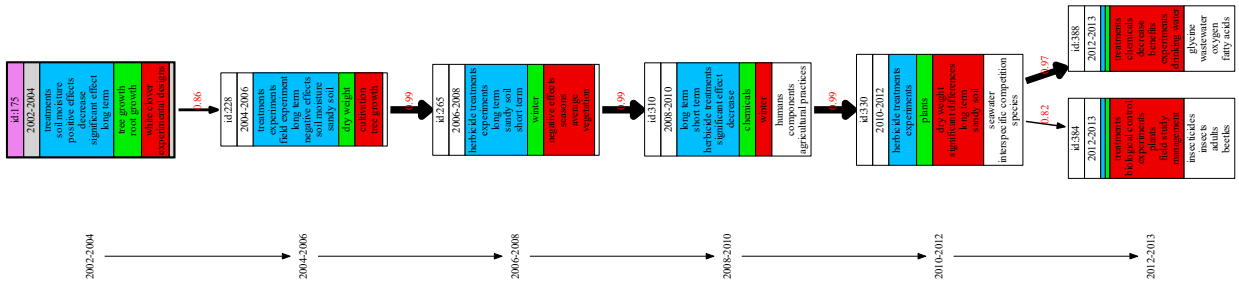 id:175
2002-2004
treatments
soil moisture
positive effects
decrease
significant effect
long term
tree growth
root growth
white clover
experimental designs
0.86
id:228
2004-2006
treatments
experiments
field experiment
long term
negative effects
soil moisture
sandy soil
dry weight
cultivation
tree growth
0.99
id:265
2006-2008
herbicide treatments
experiments
long term
sandy soil
short term
winter
negative effects
seasons
average
vegetation
0.99
id:310
2008-2010
long term
short term
herbicide treatments
significant effect
decrease
chemicals
water
humans
components
agricultural practices
0.99
id:330
2010-2012
herbicide treatments
experiments
plants
dry weight
significant differences
long term
sandy soil
seawater
interspecific competition
species
0.97
id:388
2012-2013
treatments
chemicals
decrease
benefits
experiments
drinking water
glycine
wastewater
oxygen
fatty acids
0.82
id:384
2012-2013
treatments
biological control
experiments
plants
field study
management
insecticides
insects
adults
beetles
2002-2004
2004-2006
2006-2008
2008-2010
2010-2012
2012-2013